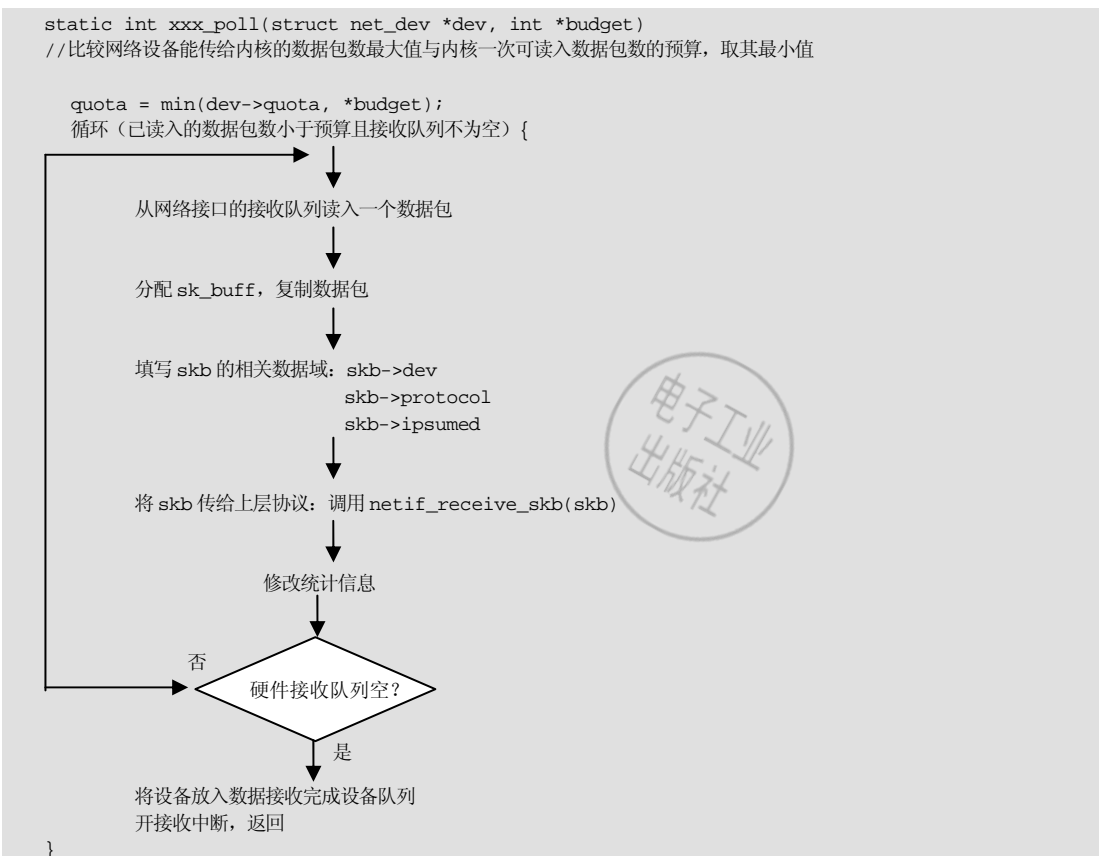 static int xxx_poll(struct net_dev *dev, int *budget)
//比较网络设备能传给内核的数据包数最大值与内核一次可读入数据包数的预算，取其最小值
quota = min(dev->quota, *budget);
循环（已读入的数据包数小于预算且接收队列不为空）{
从网络接口的接收队列读入一个数据包
分配 sk_buff，复制数据包
填写 skb 的相关数据域：skb->dev
skb->protocol
skb->ipsumed
将 skb 传给上层协议：调用 netif_receive_skb(skb)
修改统计信息
否
硬件接收队列空？
是
将设备放入数据接收完成设备队列
开接收中断，返回
}
电子工业
出版社